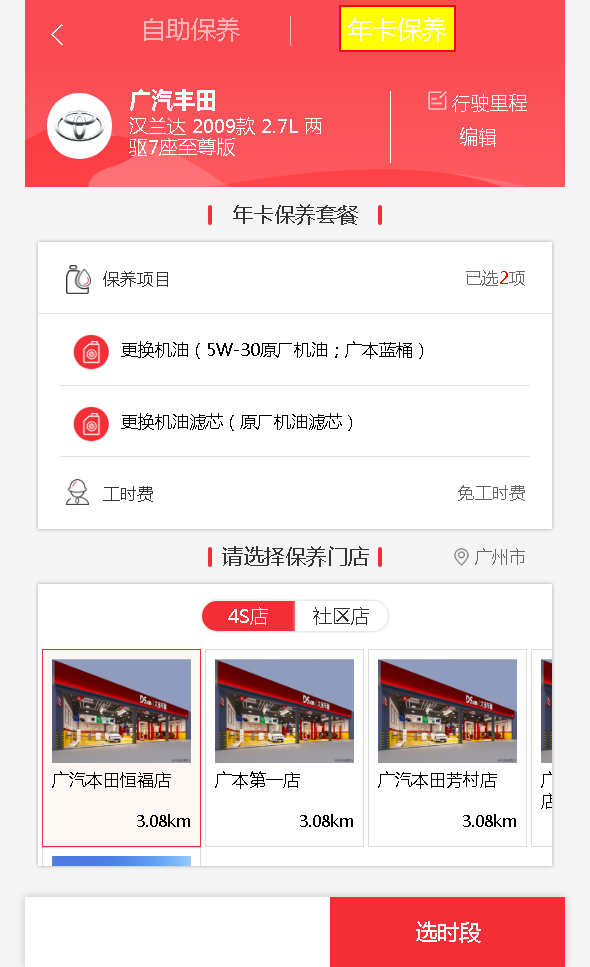 自助保养
年卡保养
广汽丰田
汉兰达 2009款 2.7L 两
驱7座至尊版
行驶里程
编辑
年卡保养套餐
保养项目
已选2项
更换机油（5W-30原厂机油；广本蓝桶）
更换机油滤芯（原厂机油滤芯）
工时费
免工时费
请选择保养门店
广州市
4S店
社区店
广汽本田恒福店
3.08km
广本第一店
3.08km
广汽本田芳村店
3.08km
店
选时段